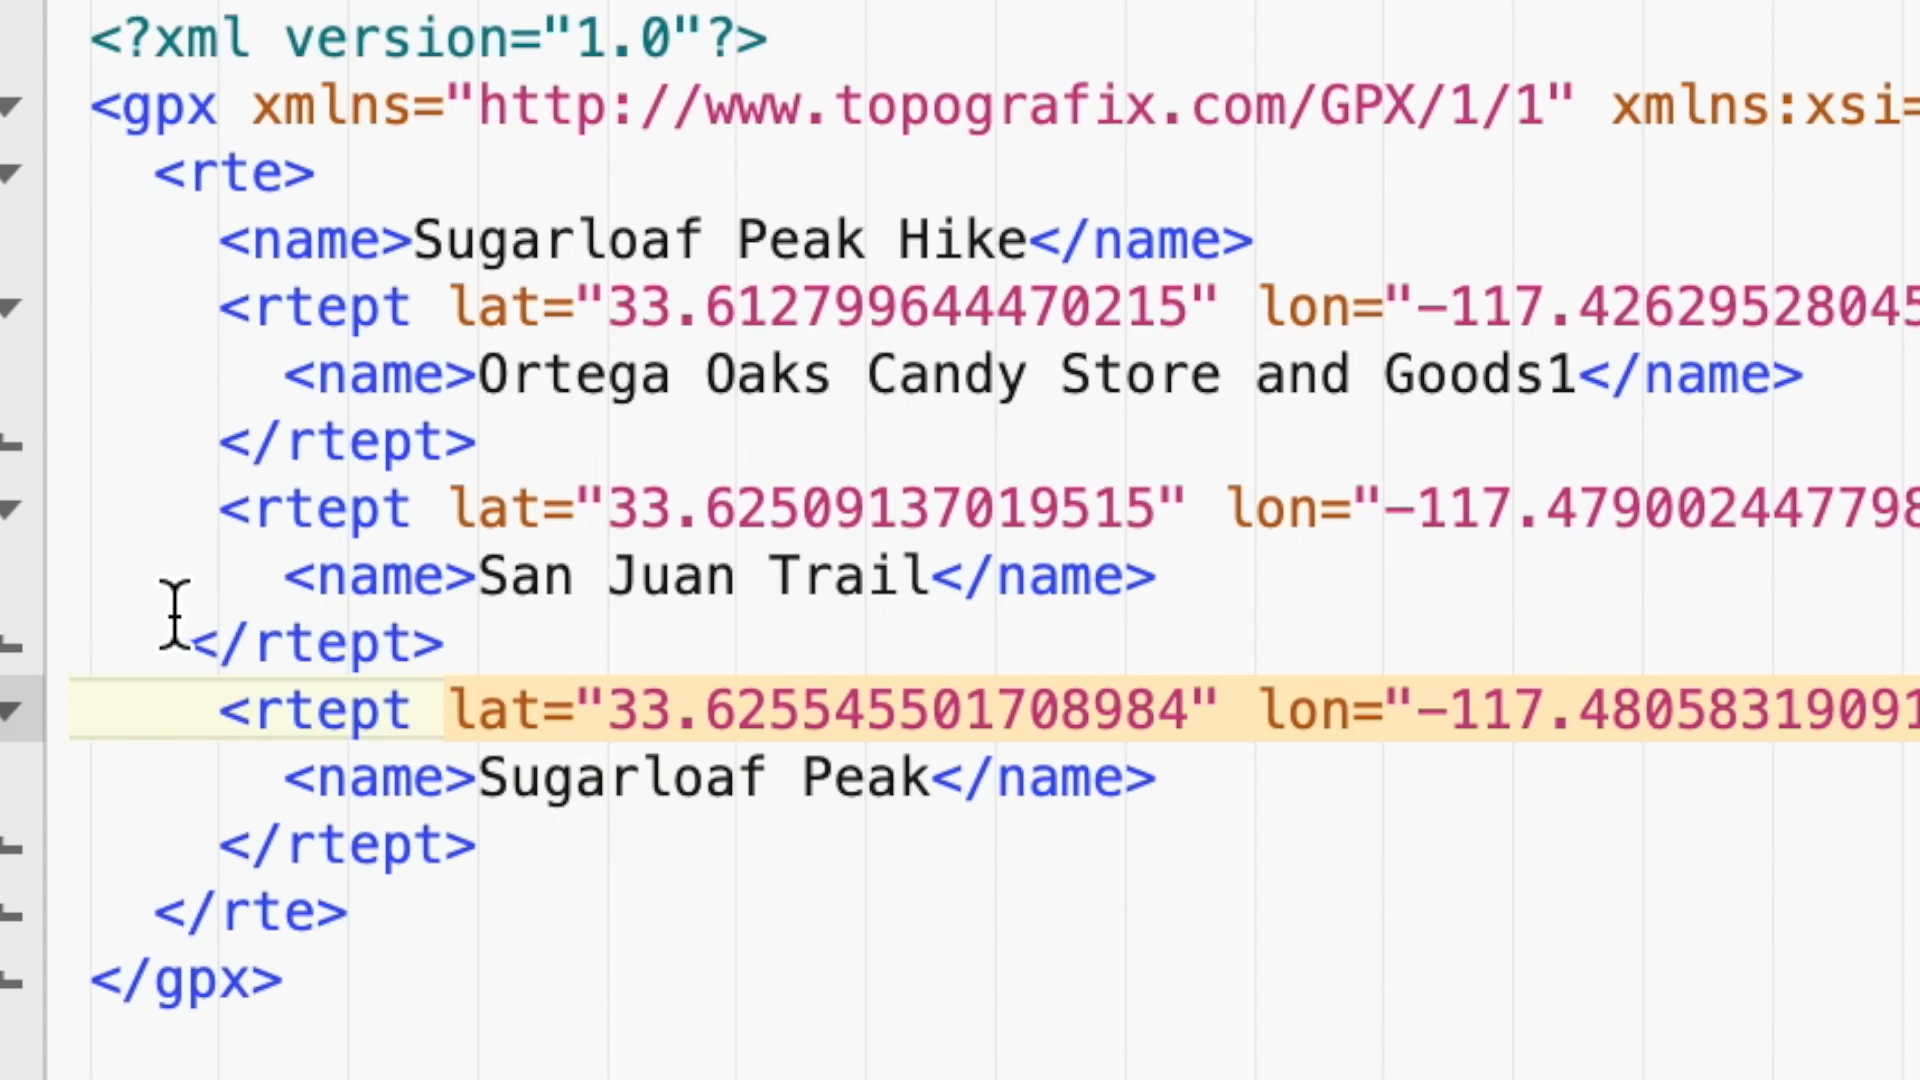 <?xml version="1.0"?>
<gpx xmlns="http://www.topografix.com/GPX/1/1" xmlns:xsi=
<rte>
<name>Sugarloaf Peak Hike</name>
<rtept lat="33.612799644470215" lon="-117.42629528045
<name>Ortega Oaks Candy Store and Goods1</name>
</rtept>
<rtept lat="33.62509137019515" lon="-117.479002447798
<name>San Juan Trail</name>
</rtept>
<rtept lat="33.625545501708984" lon="-117.48058319091
<name>Sugarloaf Peak</name>
</rtept>
</rte>
</gpx>